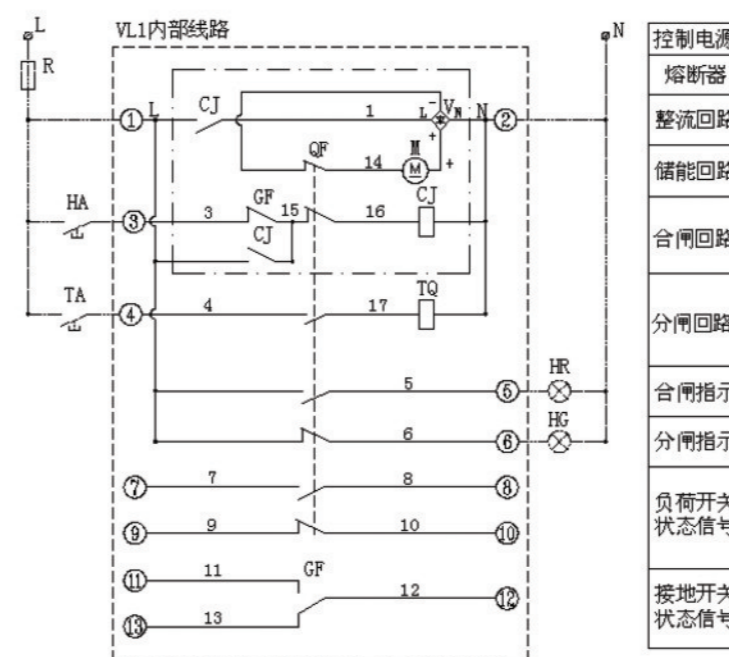 L
VL1内部线路
N
R
控制电源
熔断器
① L CJ 1 L - V N N ②
整流回路
+
QF 14 M M +
储能回路
HA ③ 3 GF 15 16 CJ
CJ
合闸回路
TA ④ 4 17 TQ
分闸回路
5 ⑤ HR
合闸指示
6 ⑥ HG
分闸指示
⑦ 7 8 ⑧
⑨ 9 10 ⑩
负荷开关
状态信号
⑪ 11 GF
12 ⑫
⑬ 13
接地开关
状态信号